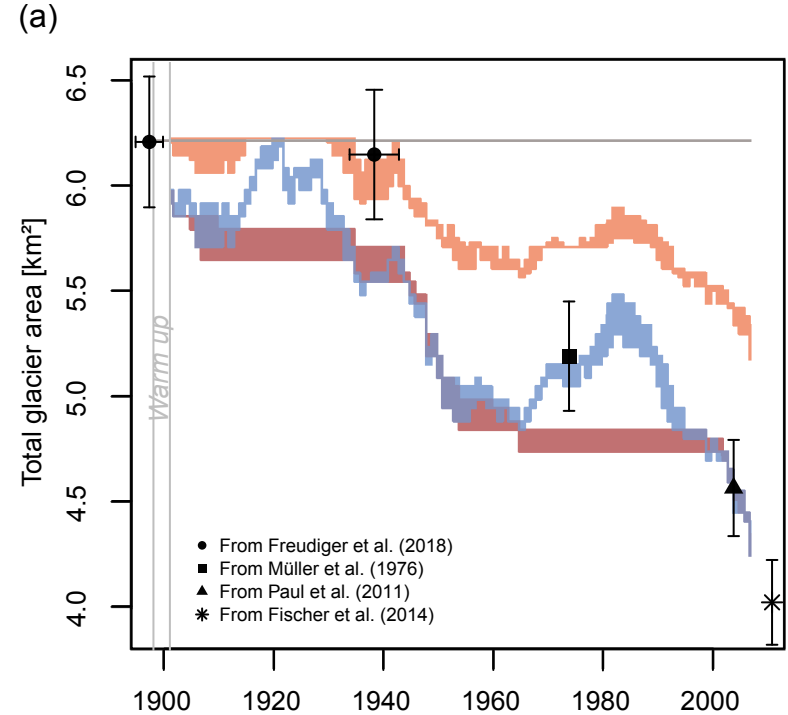 (a)
Total glacier area [km²]
6.5
6.0
5.5
5.0
4.5
4.0
Warm up
From Freudiger et al. (2018)
From Müller et al. (1976)
From Paul et al. (2011)
From Fischer et al. (2014)
1900 1920 1940 1960 1980 2000